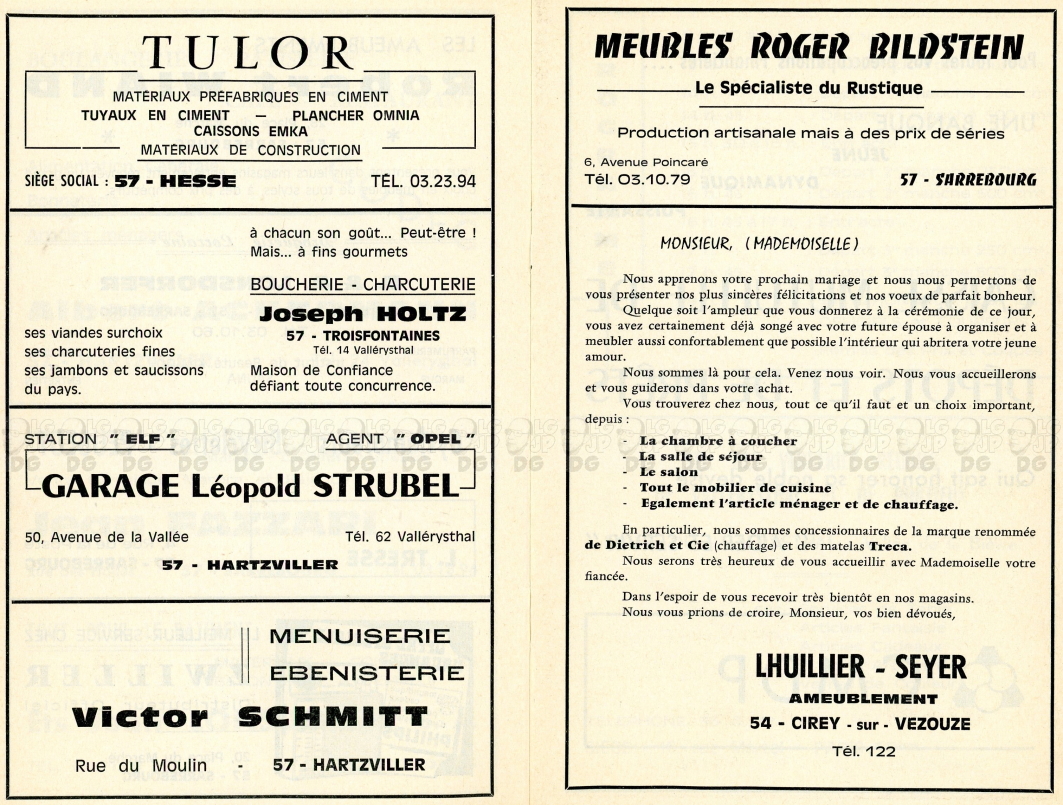 TULOR
MATÉRIAUX PRÉFABRIQUÉS EN CIMENT
TUYAUX EN CIMENT — PLANCHER OMNIA
CAISSONS EMKA
MATÉRIAUX DE CONSTRUCTION
SIÈGE SOCIAL : 57 - HESSE TÉL. 03.23.94
à chacun son goût... Peut-être !
Mais... à fins gourmets
BOUCHERIE - CHARCUTERIE
Joseph HOLTZ
57 - TROISFONTAINES
Tél. 14 Vallérysthal
ses viandes surchoix
ses charcuteries fines
ses jambons et saucissons
du pays.
Maison de Confiance
défiant toute concurrence.
STATION " ELF " AGENT " OPEL "
GARAGE Léopold STRUBEL
50, Avenue de la Vallée Tél. 62 Vallérysthal
57 - HARTZVILLER
MENUISERIE
EBENISTERIE
Victor SCHMITT
Rue du Moulin - 57 - HARTZVILLER
MEUBLES ROGER BILDSTEIN
Le Spécialiste du Rustique
Production artisanale mais à des prix de séries
6, Avenue Poincaré
Tél. 03.10.79 57 - SARREBOURG
MONSIEUR, (MADEMOISELLE)
Nous apprenons votre prochain mariage et nous nous permettons de
vous présenter nos plus sincères félicitations et nos voeux de parfait bonheur.
Quelque soit l'ampleur que vous donnerez à la cérémonie de ce jour,
vous avez certainement déjà songé avec votre future épouse à organiser et à
meubler aussi confortablement que possible l'intérieur qui abritera votre jeune
amour.
Nous sommes là pour cela. Venez nous voir. Nous vous accueillerons
et vous guiderons dans votre achat.
Vous trouverez chez nous, tout ce qu'il faut et un choix important,
depuis :
- La chambre à coucher
- La salle de séjour
- Le salon
- Tout le mobilier de cuisine
- Egalement l'article ménager et de chauffage.
En particulier, nous sommes concessionnaire de la marque renommée
de Dietrich et Cie (chauffage) et des matelas Treca.
Nous serons très heureux de vous accueillir avec Mademoiselle votre
fiancée.
Dans l'espoir de vous recevoir très bientôt en nos magasins.
Nous vous prions de croire, Monsieur, vos bien dévoués,
LHUILLIER - SEYER
AMEUBLEMENT
54 - CIREY - sur - VEZOUZE
Tél. 122